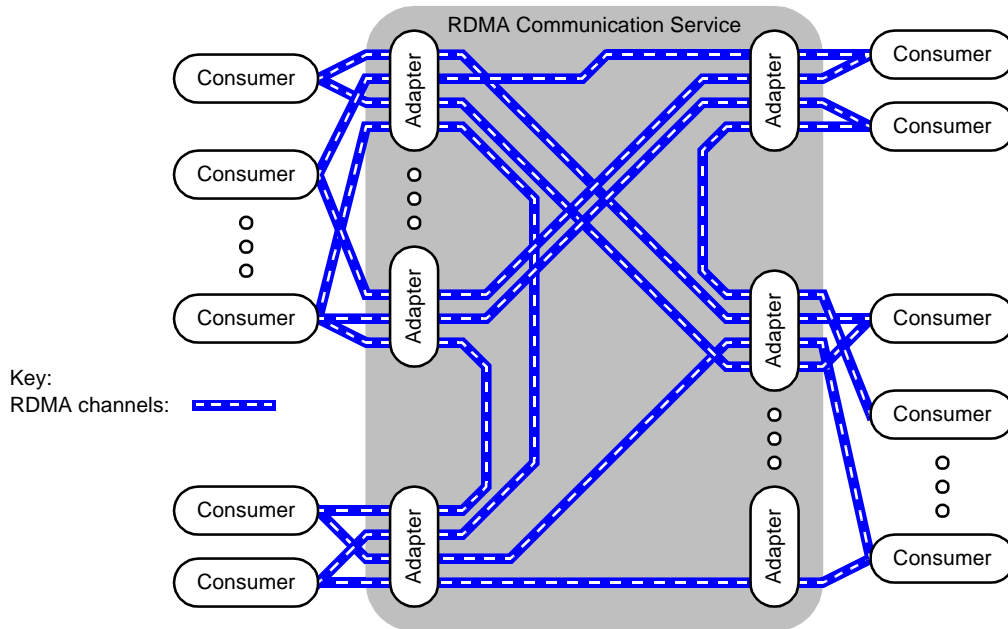 RDMA Communication Service
Consumer
Adapter
Adapter
Consumer
Consumer
Consumer
Consumer
Adapter
Adapter
Consumer
Consumer
Key:
RDMA channels:
Consumer
Consumer
Adapter
Adapter
Consumer
Consumer